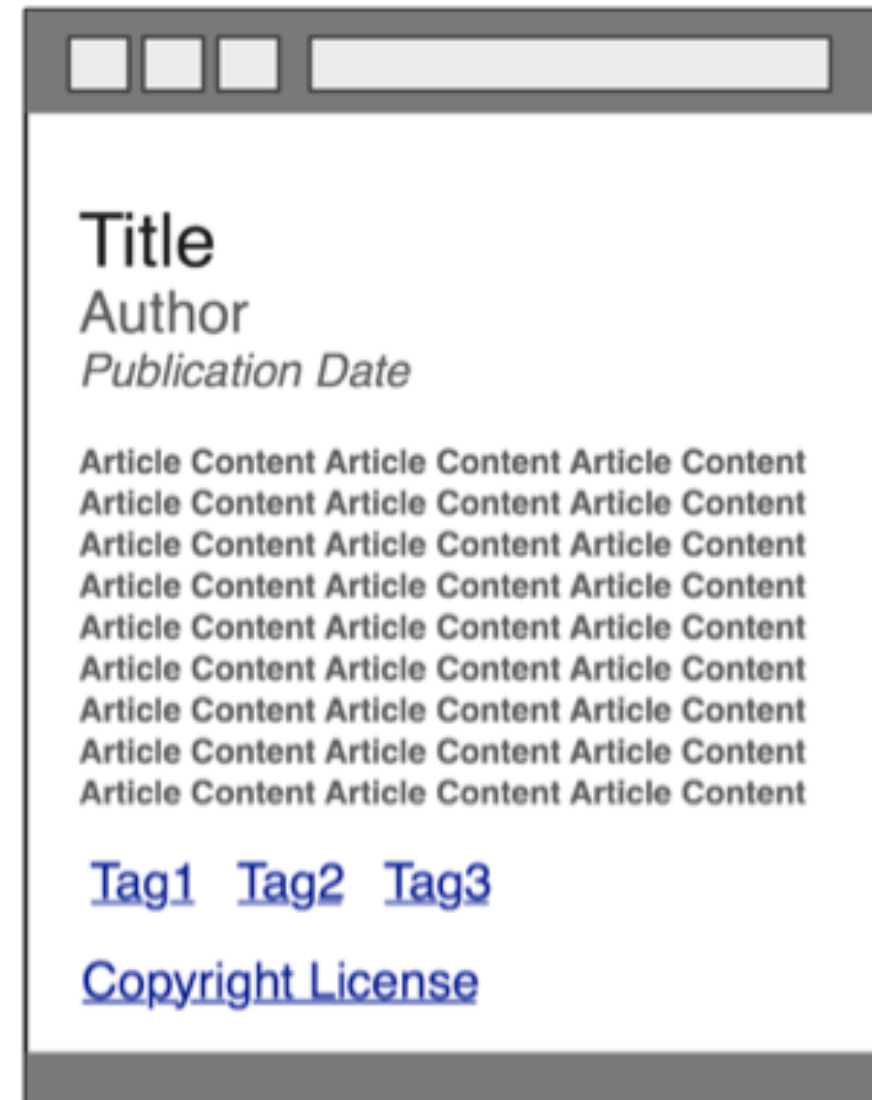 Title
Author
Publication Date
Article Content Article Content Article Content
Article Content Article Content Article Content
Article Content Article Content Article Content
Article Content Article Content Article Content
Article Content Article Content Article Content
Article Content Article Content Article Content
Article Content Article Content Article Content
Article Content Article Content Article Content
Article Content Article Content Article Content
Tag1 Tag2 Tag3
Copyright License